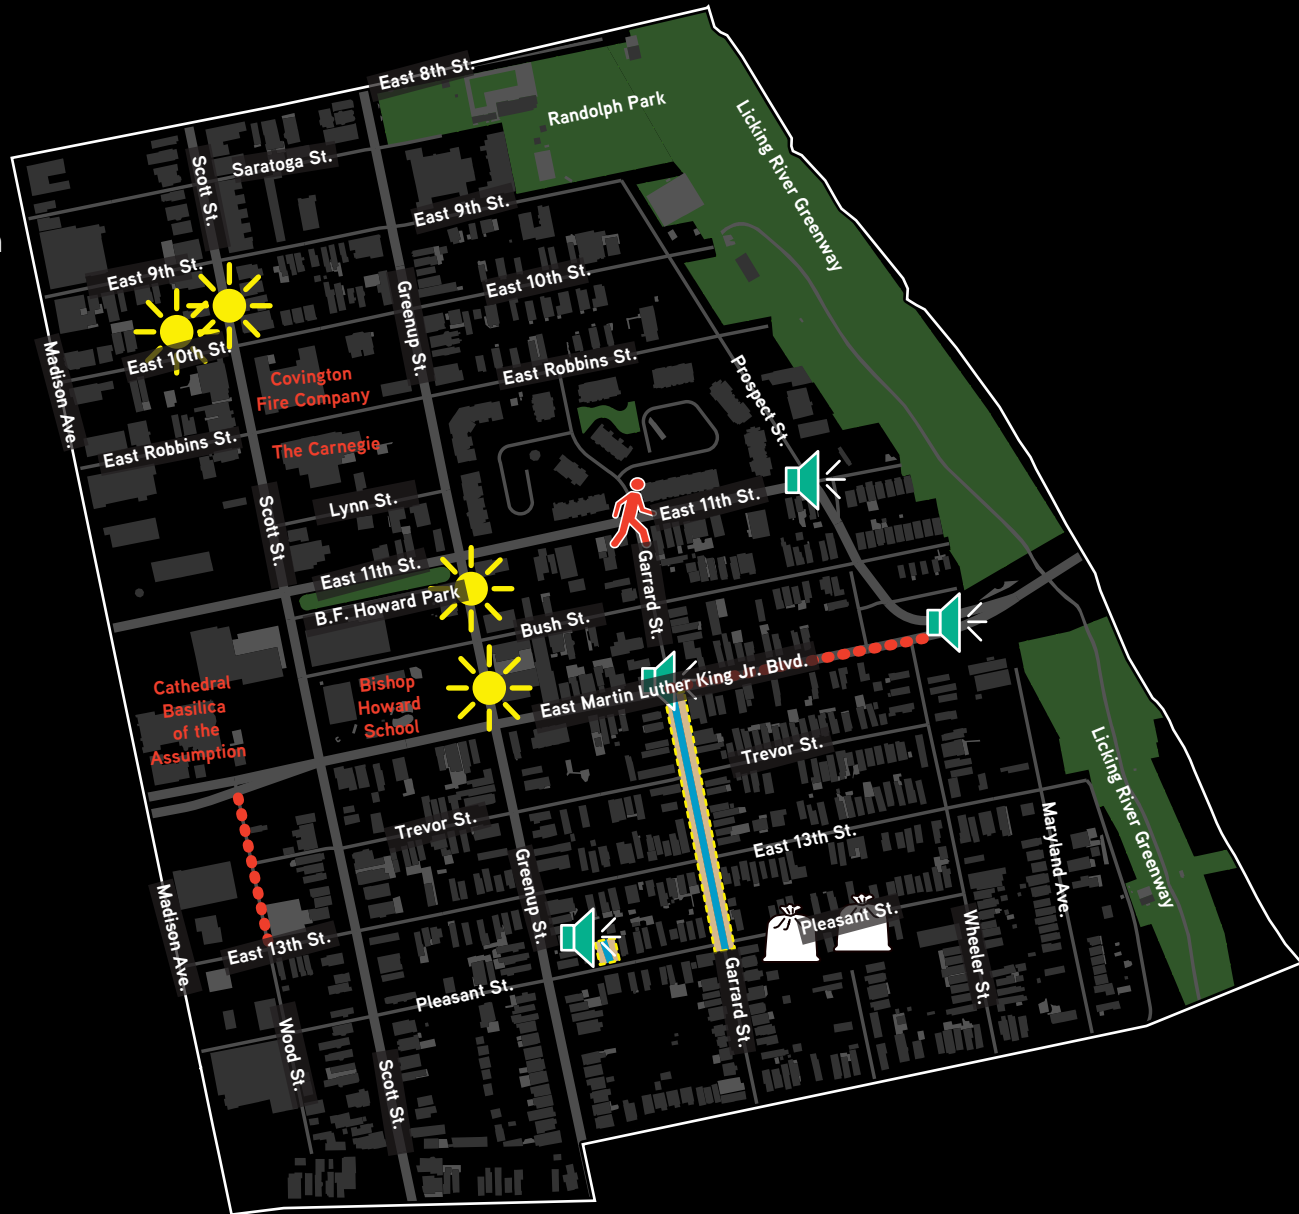 East 8th St.
Randolph Park
Licking River Greenway
Scott St.
Saratoga St.
East 9th St.
East 9th St.
East 10th St.
Greenup St.
Madison Ave.
East 10th St.
East Robbins St.
Prospect St.
Covington
Fire Company
East Robbins St.
The Carnegie
Lynn St.
Scott St.
East 11th St.
East 11th St.
B.F. Howard Park
Garrard St.
Bush St.
East Martin Luther King Jr. Blvd.
Cathedral
Basilica
of the
Assumption
Bishop
Howard
School
Trevor St.
Licking River Greenway
Trevor St.
East 13th St.
Maryland Ave.
Greenup St.
Madison Ave.
Pleasant St.
Wheeler St.
East 13th St.
Garrard St.
Pleasant St.
Wood St.
Scott St.